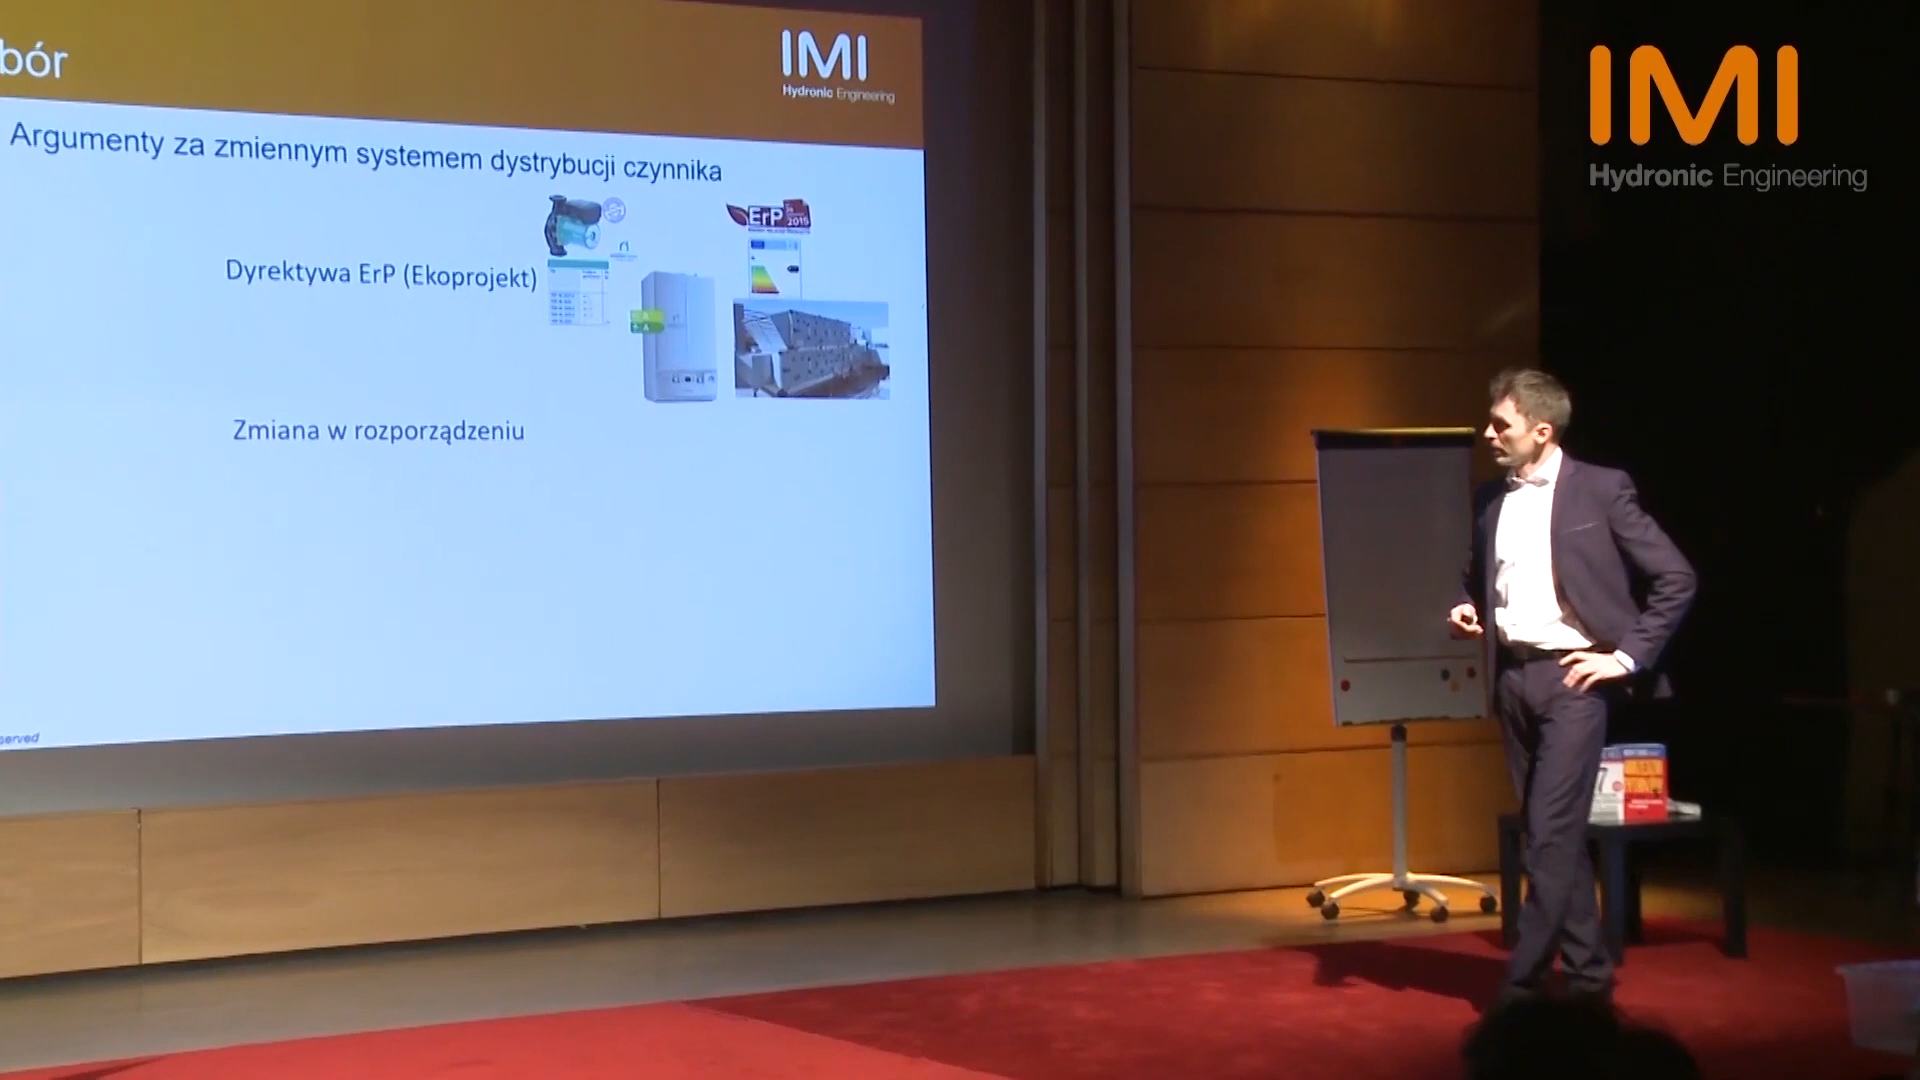 bór
IMI
Hydronic Engineering
IMI
Hydronic Engineering
Argumenty za zmiennym systemem dystrybucji czynnika
ErP
2015
Dyrektywa ErP (Ekoprojekt)
A
A
Zmiana w rozporządzeniu
served
7